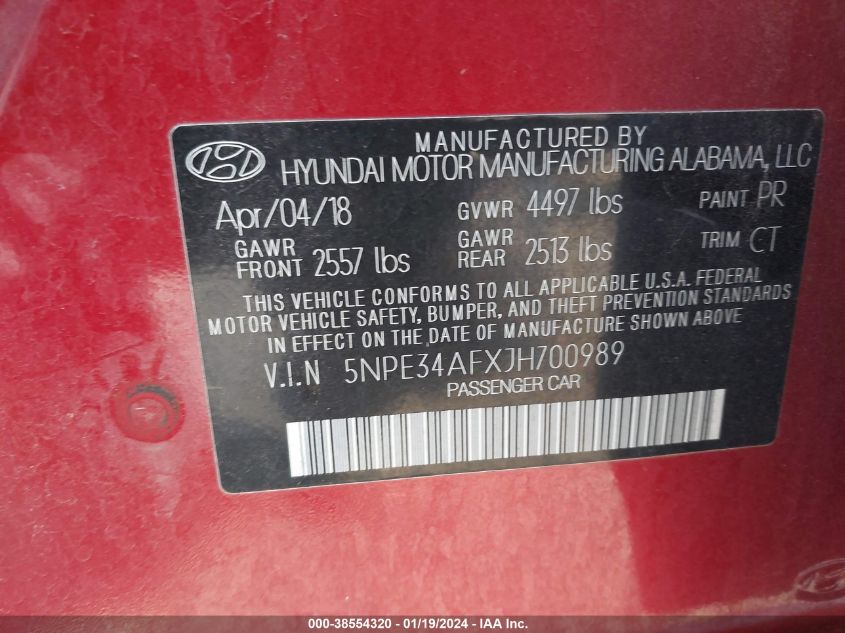 MANUFACTURED BY
HYUNDAI MOTOR MANUFACTURING ALABAMA, LLC
Apr/04/18 GVWR 4497 lbs PAINT PR
GAWR FRONT 2557 lbs GAWR REAR 2513 lbs TRIM CT
THIS VEHICLE CONFORMS TO ALL APPLICABLE U.S.A. FEDERAL
MOTOR VEHICLE SAFETY, BUMPER, AND THEFT PREVENTION STANDARDS
IN EFFECT ON THE DATE OF MANUFACTURE SHOWN ABOVE
V.I.N 5NPE34AFXJH700989
PASSENGER CAR
000-38554320 - 01/19/2024 - IAAI.COM